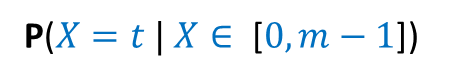 P(X = t | X ∈ [0, m − 1])